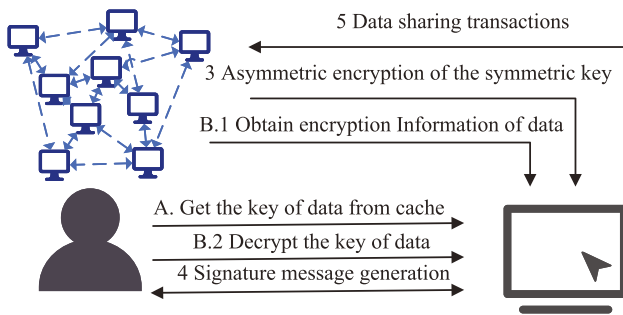 5 Data sharing transactions
3 Asymmetric encryption of the symmetric key
B.1 Obtain encryption Information of data
A. Get the key of data from cache
B.2 Decrypt the key of data
4 Signature message generation